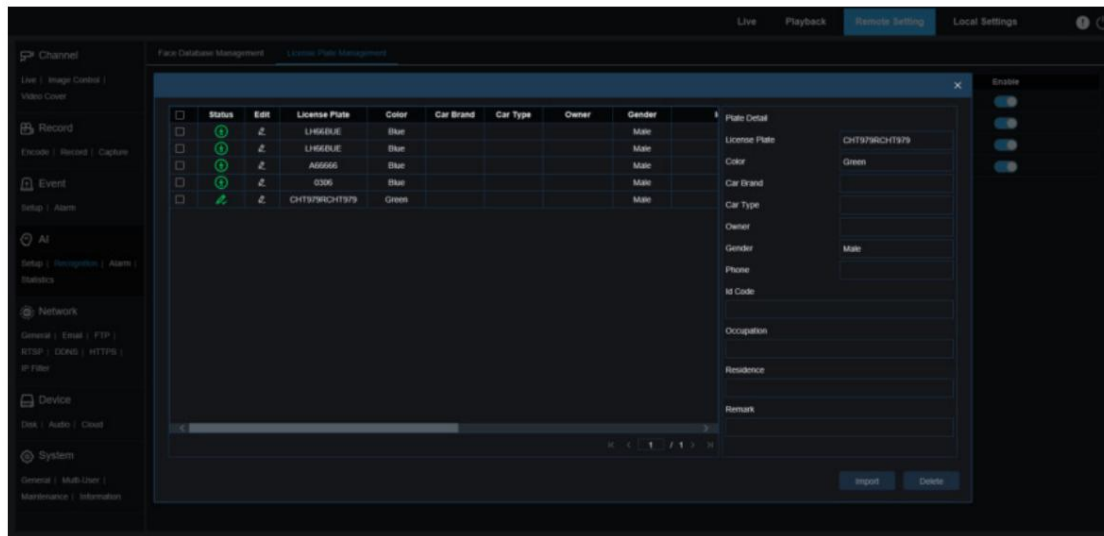 Live Playback Remote Setting Local Settings
Channel
Live | Image Control |
Video Cover
Record
Encode | Record | Capture
Event
Setup | Alarm
AI
Setup | Recognition | Alarm |
Statistics
Network
General | Email | FTP |
RTSP | DDNS | HTTPS |
IP Filter
Device
Disk | Audio | Cloud
System
General | Multi-User |
Maintenance | Information
Face Database Management License Plate Management
Enable
Status Edit License Plate Color Car Brand Car Type Owner Gender
LH66BUE Blue Male
LH66BUE Blue Male
A66666 Blue Male
0306 Blue Male
CHT979RCHT979 Green Male
1 / 1
Plate Detail
License Plate CHT979RCHT979
Color Green
Car Brand
Car Type
Owner
Gender Male
Phone
Id Code
Occupation
Residence
Remark
Import Delete